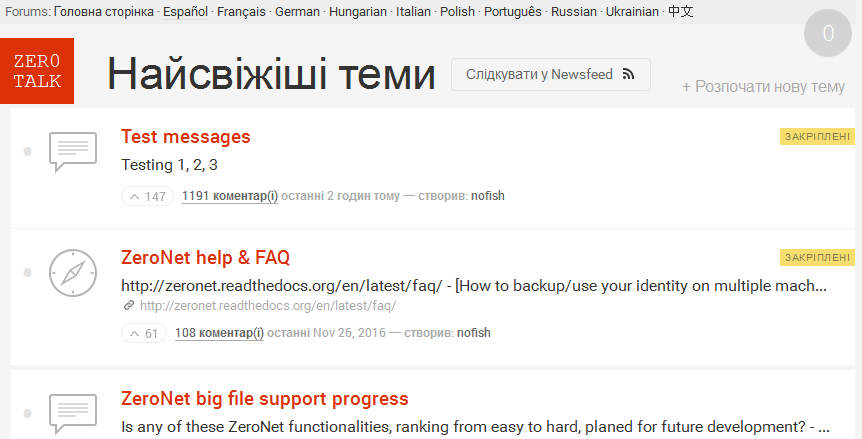 Forums: Головна сторінка · Español · Français · German · Hungarian · Italian · Polish · Português · Russian · Ukrainian · 中文
0
ZERO
TALK
Найсвіжіші теми
Слідкувати у Newsfeed
+ Розпочати нову тему
Test messages
ЗАКРІПЛЕНІ
Testing 1, 2, 3
147 1191 коментар(і) останні 2 годин тому — створив: nofish
ZeroNet help & FAQ
ЗАКРІПЛЕНІ
http://zeronet.readthedocs.org/en/latest/faq/ - [How to backup/use your identity on multiple mach...
http://zeronet.readthedocs.org/en/latest/faq/
61 108 коментар(і) останні Nov 26, 2016 — створив: nofish
ZeroNet big file support progress
Is any of these ZeroNet functionalities, ranking from easy to hard, planed for future development? - ...